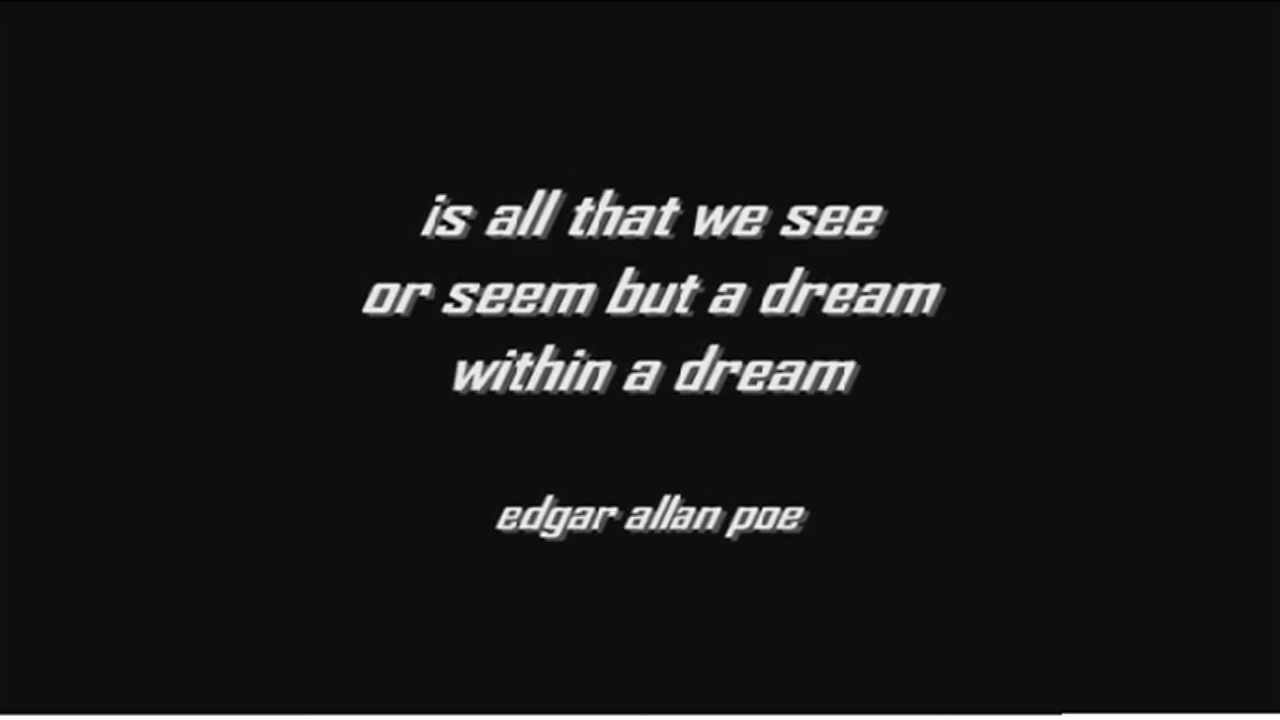 is all that we see
or seem but a dream
within a dream
edgar allan poe